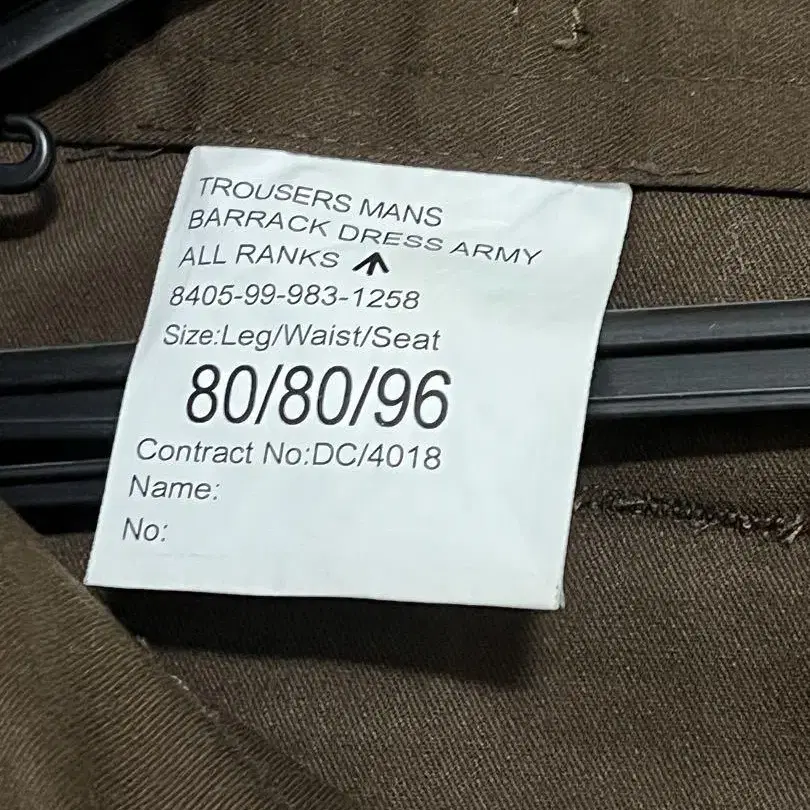 TROUSERS MANS
BARRACK DRESS ARMY
ALL RANKS
8405-99-983-1258
Size:Leg/Waist/Seat
80/80/96
Contract No:DC/4018
Name:
No: